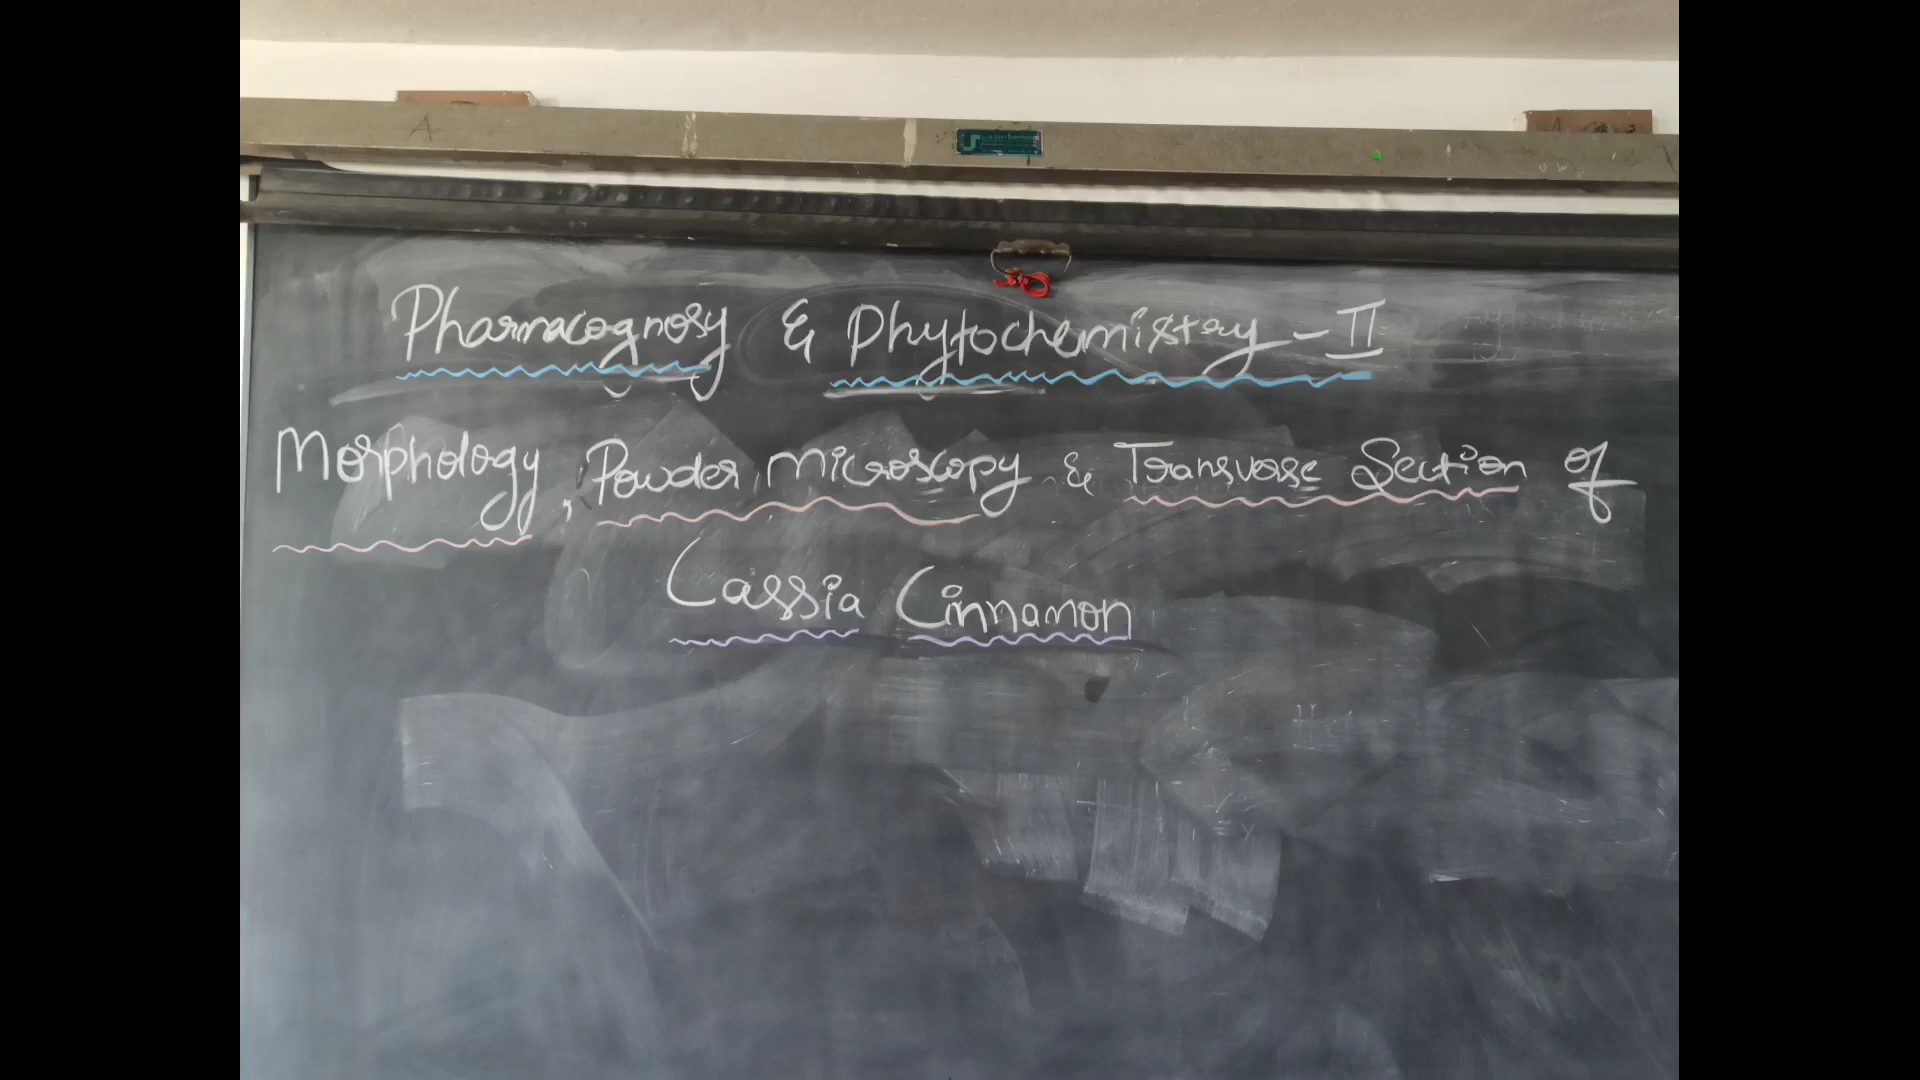 A
Pharmacognosy & Phytochemistry - II
Morphology, Powder Microscopy & Transverse Section of
Cassia Cinnamon